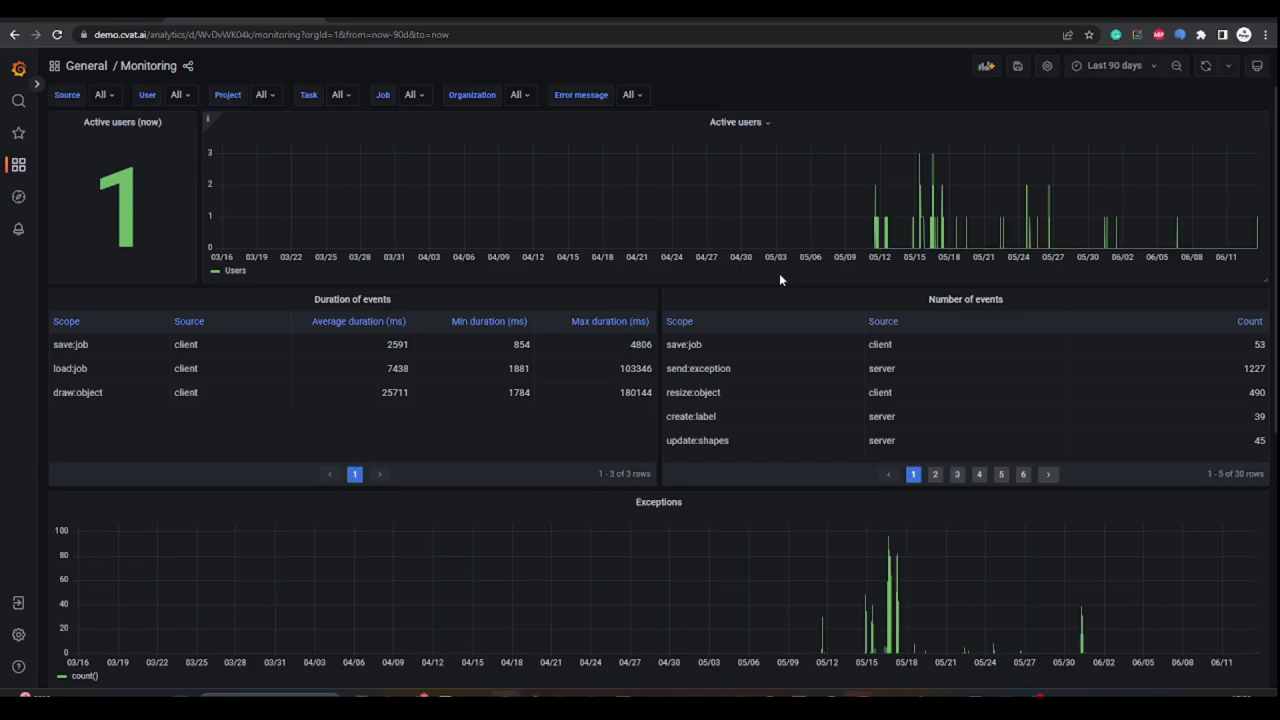 demo.cvat.ai/analytics/d/WvDvWK04k/monitoring?orgId=1&from=now-90d&to=now
General / Monitoring
Last 90 days
Source All User All Project All Task All Job All Organization All Error message All
Active users (now)
1
Active users
3
2
1
0
03/16 03/19 03/22 03/25 03/28 03/31 04/03 04/06 04/09 04/12 04/15 04/18 04/21 04/24 04/27 04/30 05/03 05/06 05/09 05/12 05/15 05/18 05/21 05/24 05/27 05/30 06/02 06/05 06/08 06/11
Users
Duration of events
Scope Source Average duration (ms) Min duration (ms) Max duration (ms)
save:job client 2591 854 4806
load:job client 7438 1881 103346
draw:object client 25711 1784 180144
1
1 - 3 of 3 rows
Number of events
Scope Source Count
save:job client 53
send:exception server 1227
resize:object client 490
create:label server 39
update:shapes server 45
1 2 3 4 5 6
1 - 5 of 30 rows
Exceptions
100
80
60
40
20
0
03/16 03/19 03/22 03/25 03/28 03/31 04/03 04/06 04/09 04/12 04/15 04/18 04/21 04/24 04/27 04/30 05/03 05/06 05/09 05/12 05/15 05/18 05/21 05/24 05/27 05/30 06/02 06/05 06/08 06/11
count()